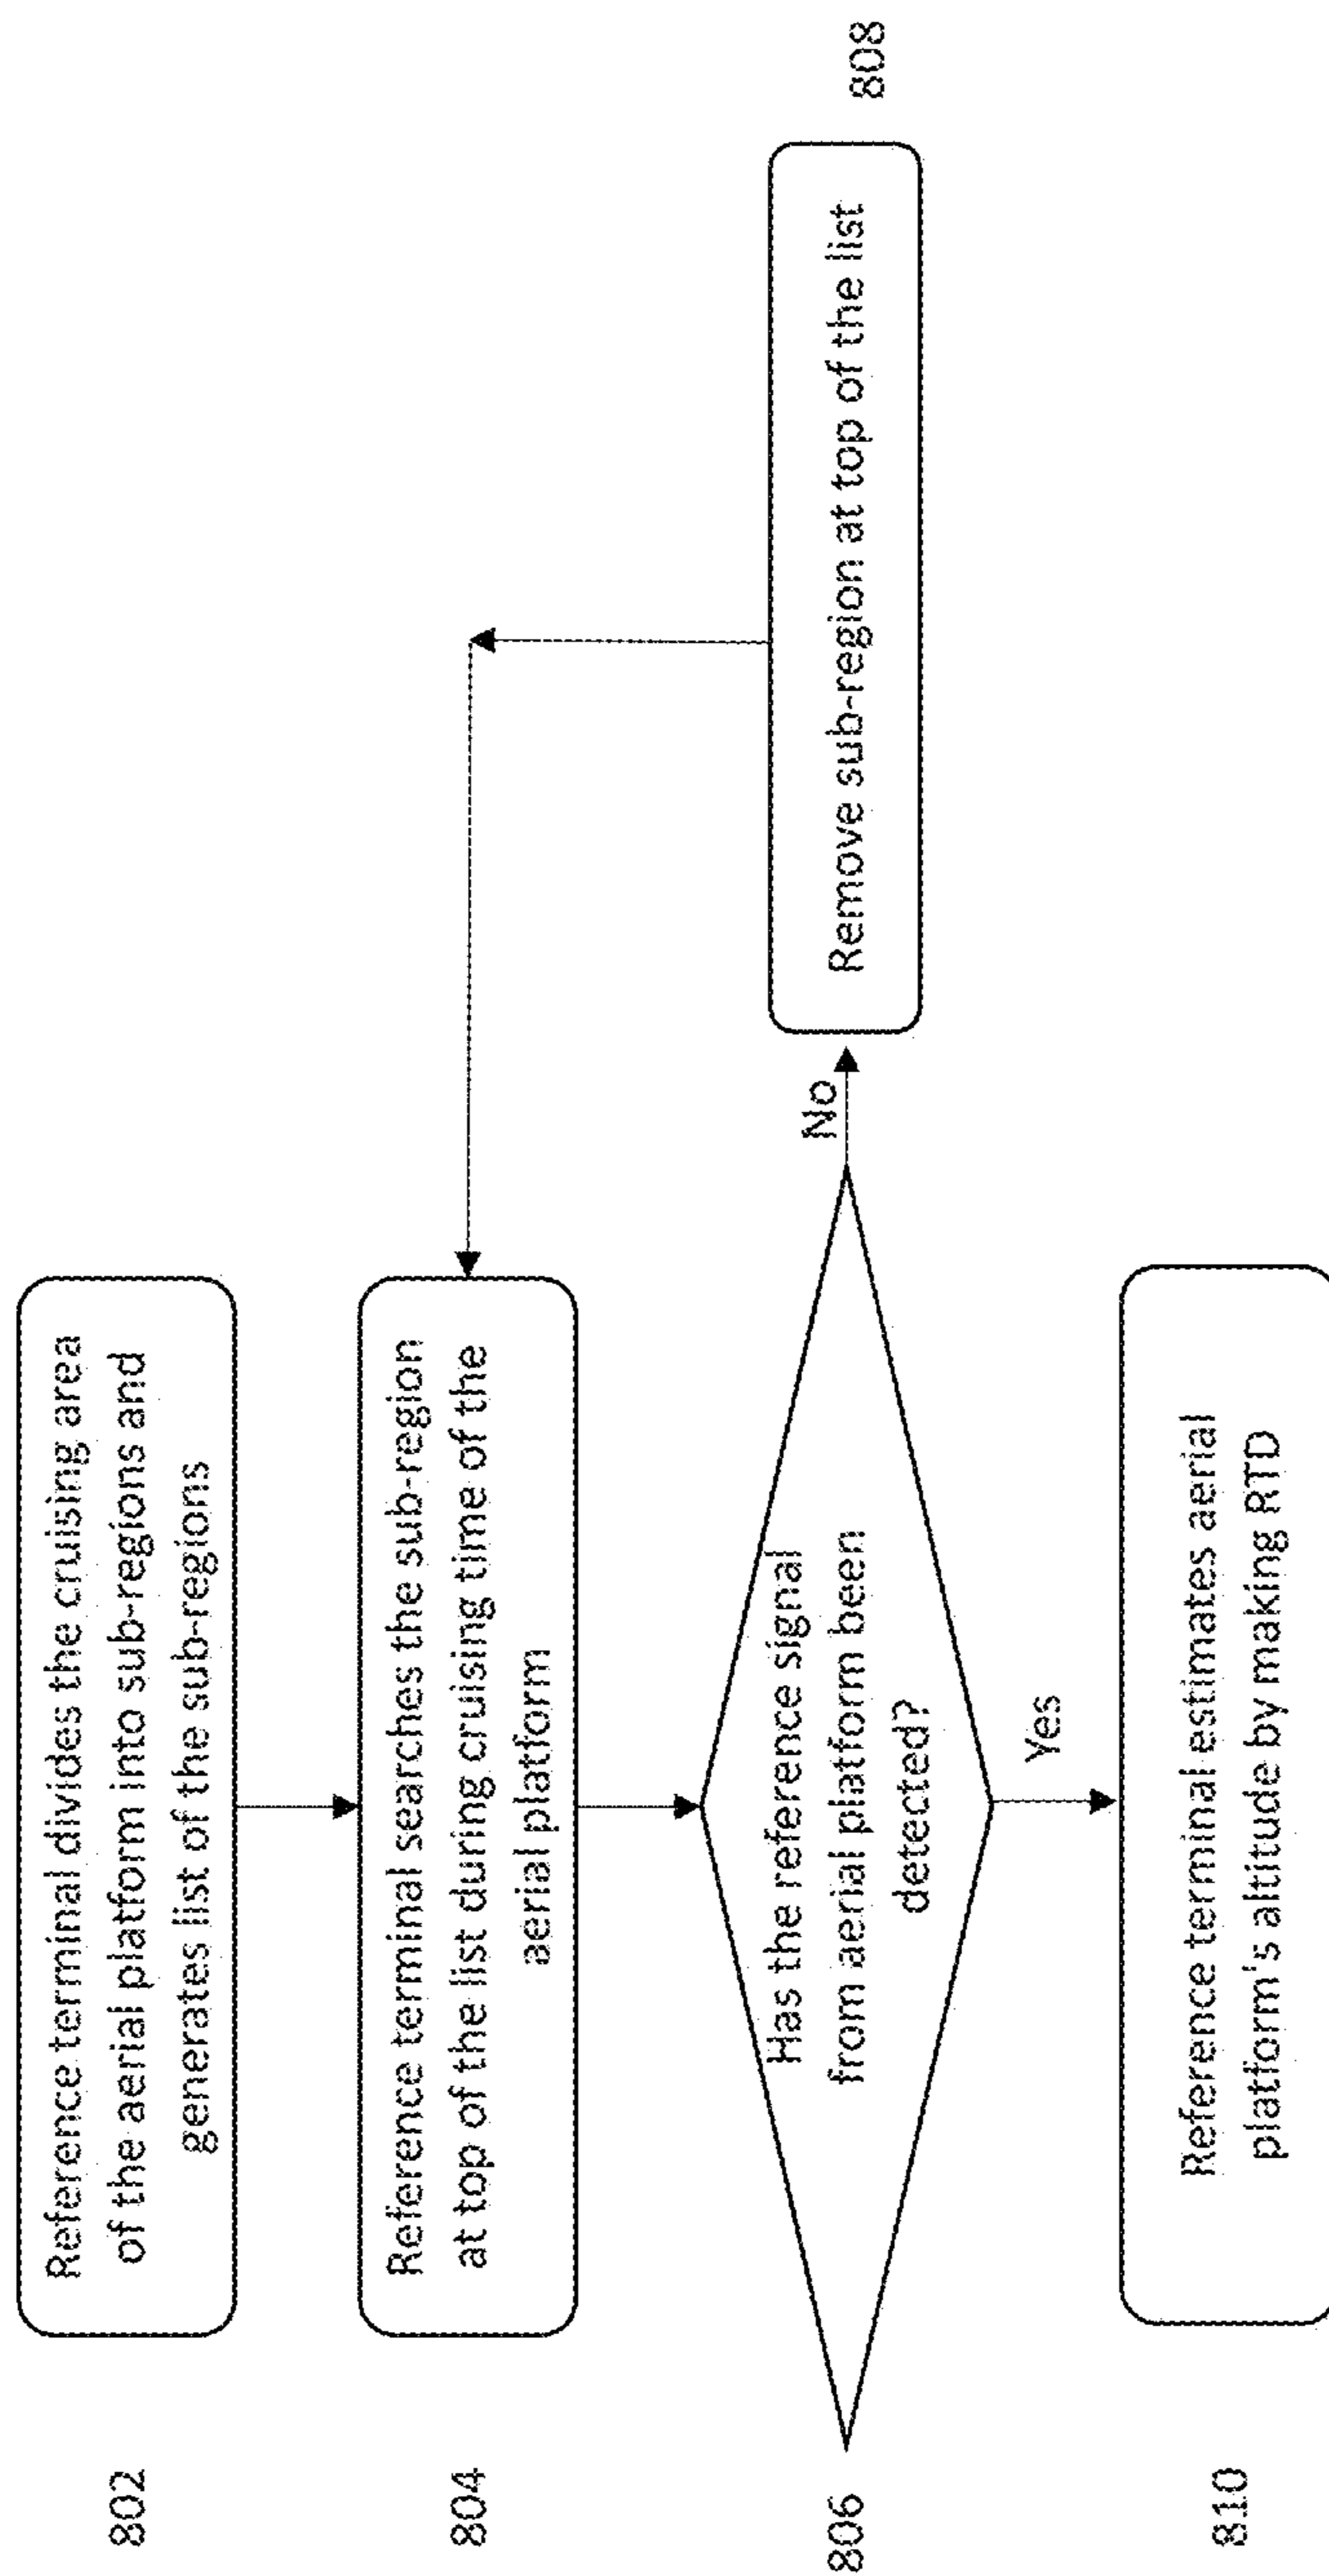 802
Reference terminal divides the cruising area
of the aerial platform into sub-regions and
generates list of the sub-regions
804
Reference terminal searches the sub-region
at top of the list during cruising time of the
aerial platform
806
Has the reference signal
from aerial platform been
detected?
No
808
Remove sub-region at top of the list
Yes
810
Reference terminal estimates aerial
platform's altitude by making RTD